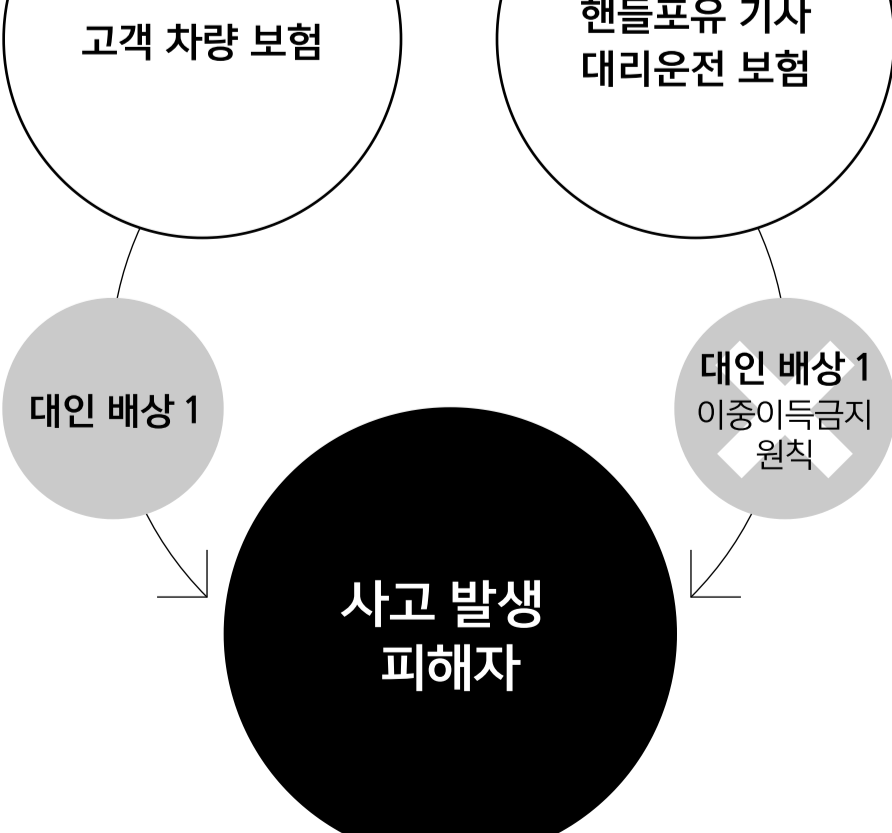 고객 차량 보험
핸들포유 기사
대리운전 보험
대인 배상 1
대인 배상 1
이중이득금지
원칙
사고 발생
피해자